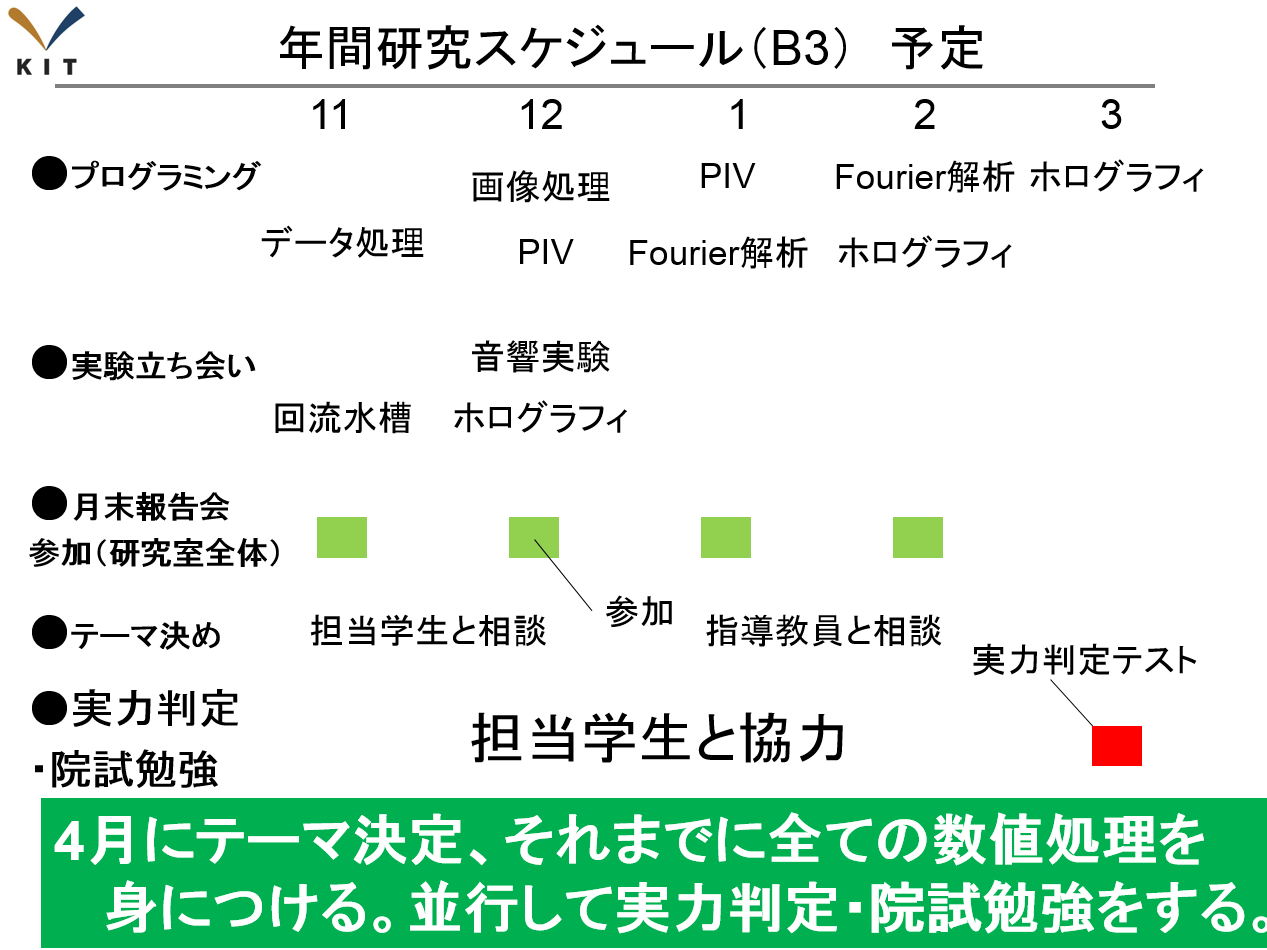 KIT
年間研究スケジュール(B3) 予定
11 12 1 2 3
●プログラミング
画像処理 PIV Fourier解析 ホログラフィ
データ処理 PIV Fourier解析 ホログラフィ
●実験立ち会い
音響実験
回流水槽 ホログラフィ
●月末報告会
参加(研究室全体)
参加
●テーマ決め
担当学生と相談 指導教員と相談
実力判定テスト
●実力判定
・院試勉強
担当学生と協力
4月にテーマ決定、それまでに全ての数値処理を
身につける。並行して実力判定・院試勉強をする。